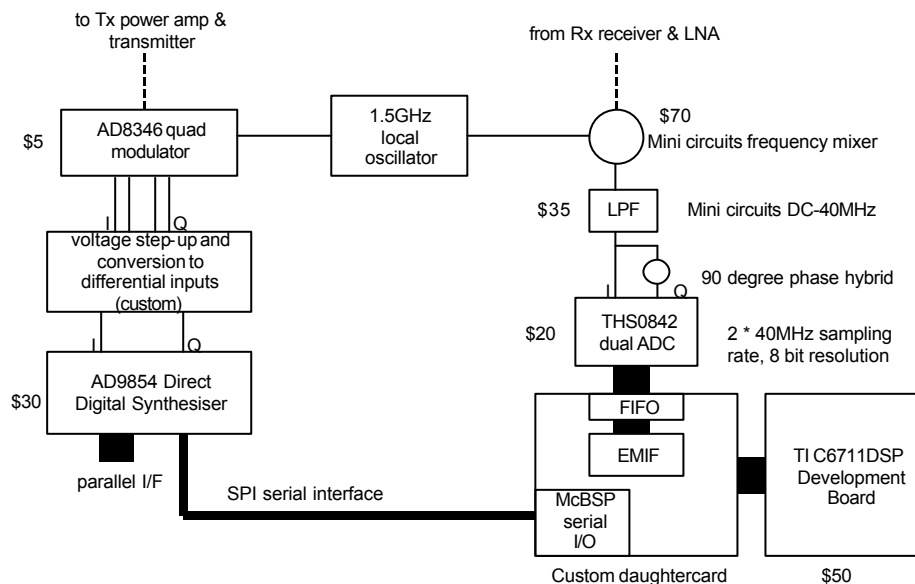 to Tx power amp &
transmitter
from Rx receiver & LNA
$5
AD8346 quad
modulator
1.5GHz
local
oscillator
$70
Mini circuits frequency mixer
$35
LPF
Mini circuits DC-40MHz
I
Q
voltage step-up and
conversion to
differential inputs
(custom)
90 degree phase hybrid
I
Q
$20
THS0842
dual ADC
2 * 40MHz sampling
rate, 8 bit resolution
I
Q
$30
AD9854 Direct
Digital Synthesiser
FIFO
EMIF
parallel I/F
SPI serial interface
McBSP
serial
I/O
TI C6711DSP
Development
Board
Custom daughtercard
$50